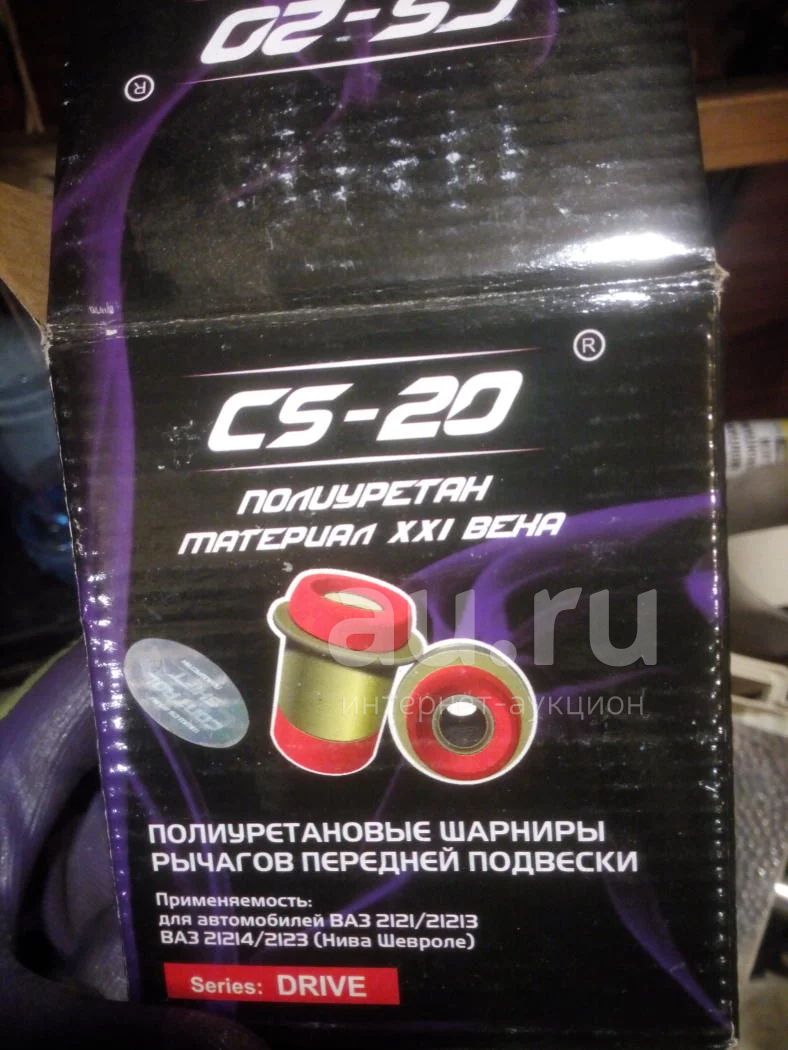 CS-20
®
®
CS-20
ПОЛИУРЕТАН
МАТЕРИАЛ XXI ВЕКА
au.ru
интернет-аукцион
ПОЛИУРЕТАНОВЫЕ ШАРНИРЫ
РЫЧАГОВ ПЕРЕДНЕЙ ПОДВЕСКИ
Применяемость:
для автомобилей ВАЗ 2121/21213
ВАЗ 21214/2123 (Нива Шевроле)
Series: DRIVE